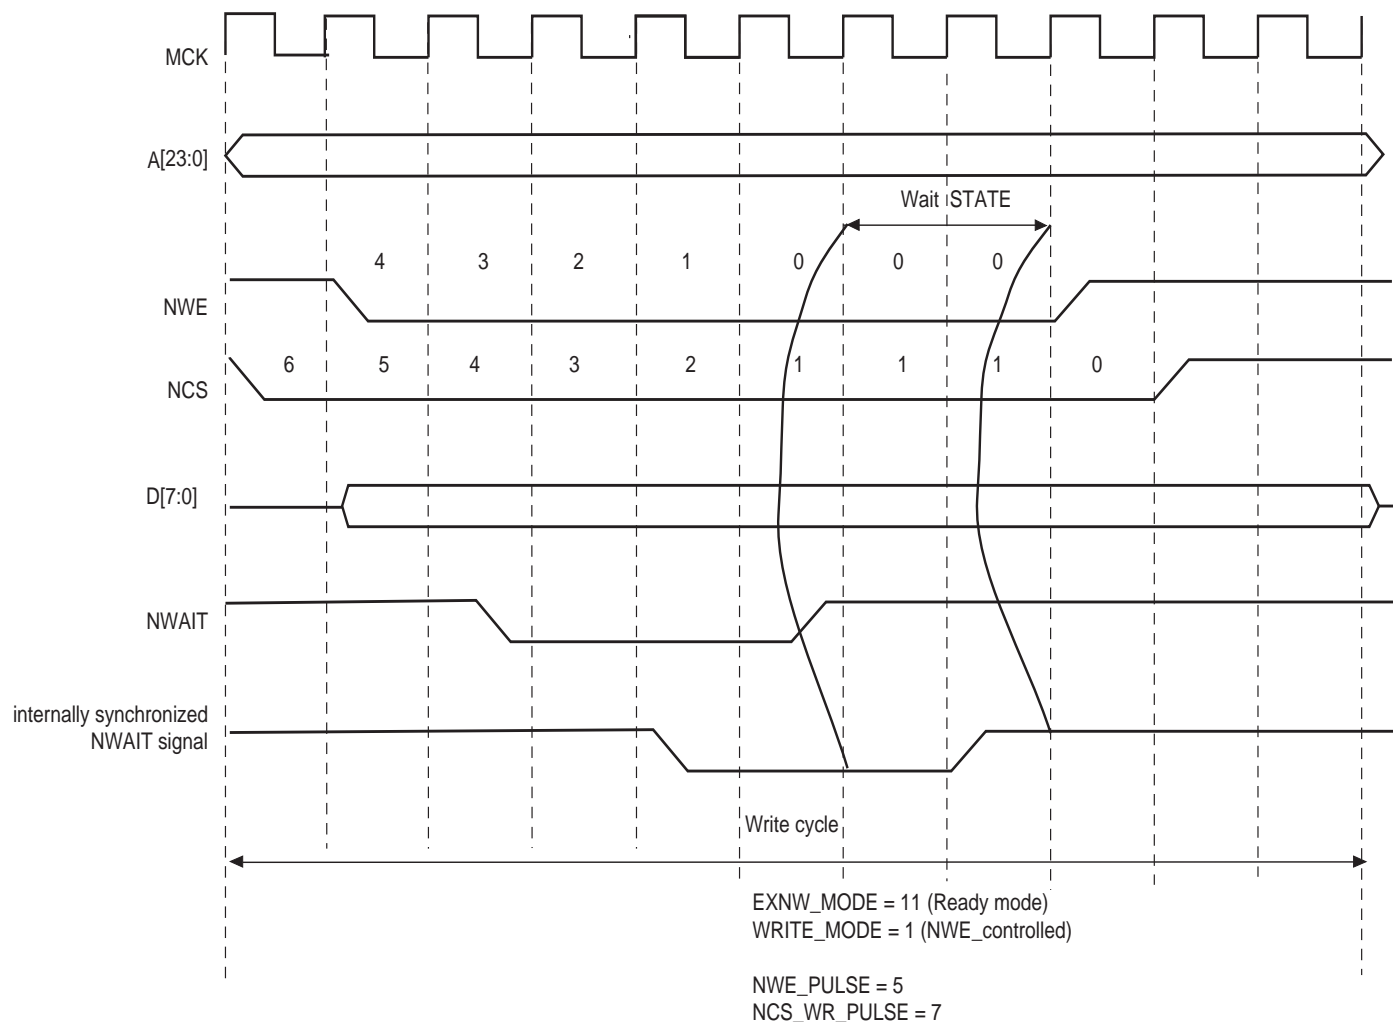 MCK
A[23:0]
Wait STATE
4 3 2 1 0 0 0
NWE
6 5 4 3 2 1 1 1 0
NCS
D[7:0]
NWAIT
internally synchronized
NWAIT signal
Write cycle
EXNW_MODE = 11 (Ready mode)
WRITE_MODE = 1 (NWE_controlled)
NWE_PULSE = 5
NCS_WR_PULSE = 7